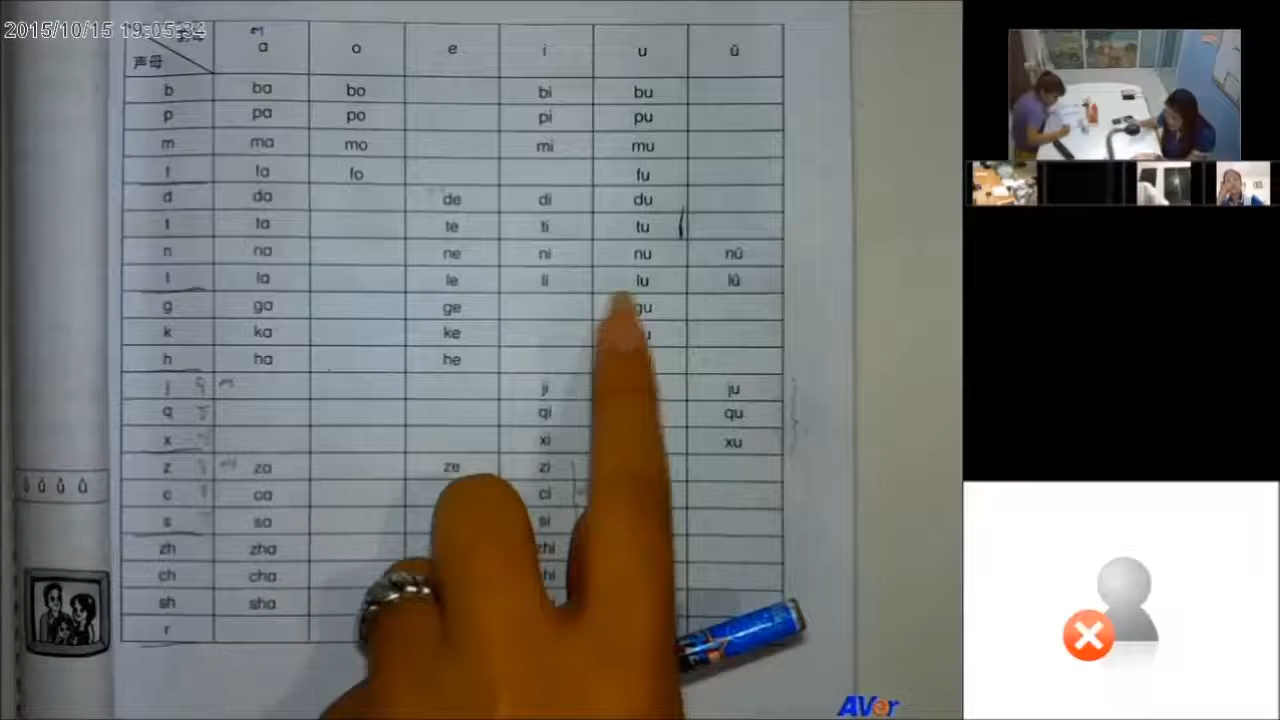 2015/10/15 19:05:34
声母 a o e i u ü
b ba bo bi bu
p pa po pi pu
m ma mo mi mu
f fa fo fu
d da de di du
t ta te ti tu
n na ne ni nu nü
l la le li lu lü
g ga ge gu
k ka ke
h ha he
j ji ju
q qi qu
x xi xu
z za ze zi
c ca ci
s sa si
zh zha zhi
ch cha
sh sha
r
AVer